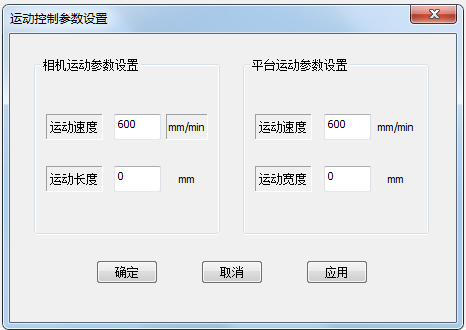 运动控制参数设置
相机运动参数设置
运动速度 600 mm/min
运动长度 0 mm
平台运动参数设置
运动速度 600 mm/min
运动宽度 0 mm
确定 取消 应用